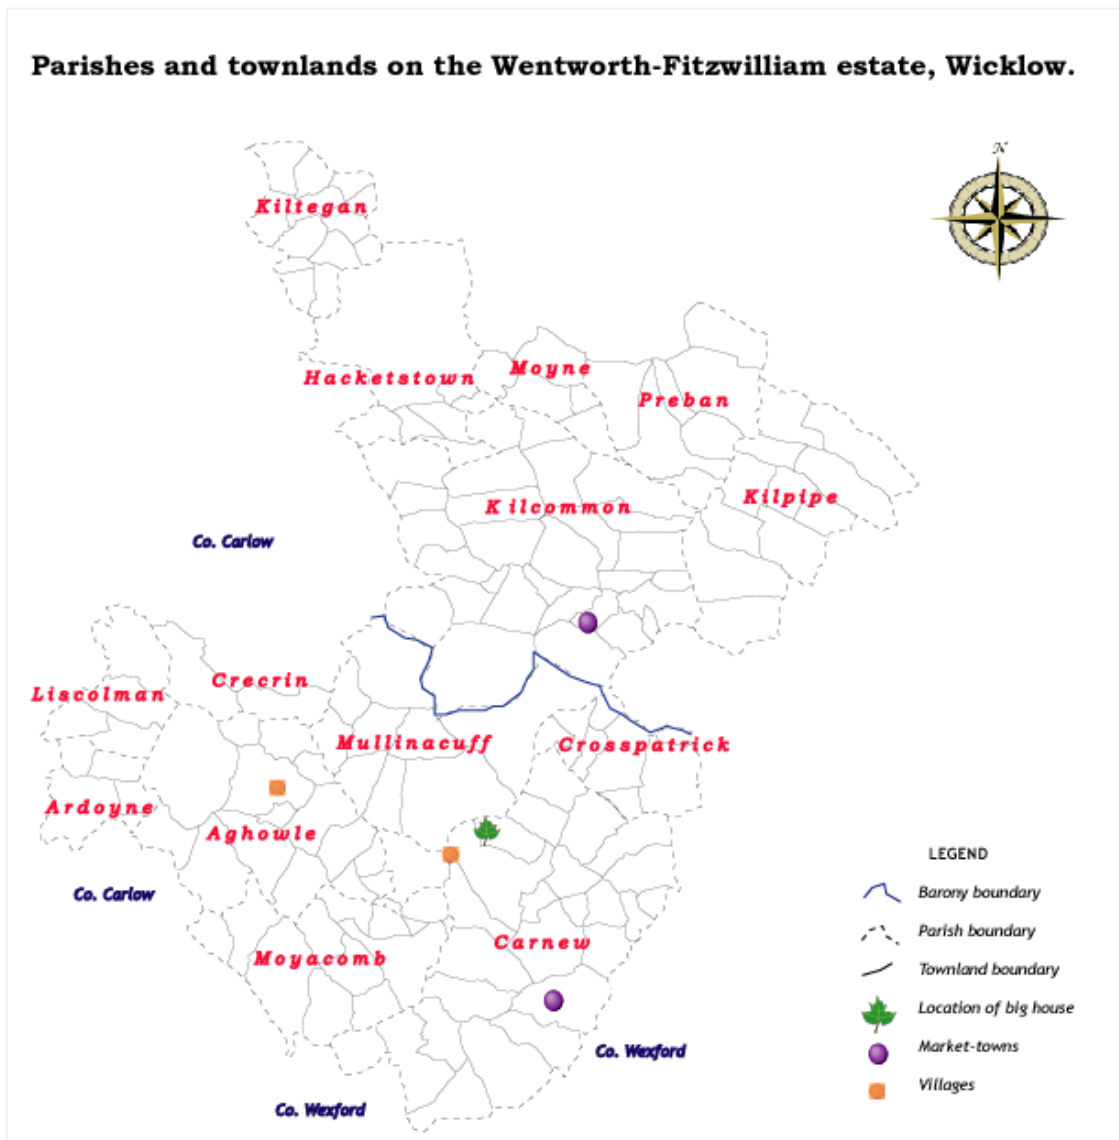 Parishes and townlands on the Wentworth-Fitzwilliam estate, Wicklow.
N
Kiltegan
Moyne
Hacketstown
Preban
Kilpipe
Kilcommon
Co. Carlow
Crecrin
Liscolman
Mullinacuff
Crosspatrick
Ardoyne
Aghowle
LEGEND
Co. Carlow
Barony boundary
Parish boundary
Carnew
Moyacomb
Townland boundary
Location of big house
Co. Wexford
Market-towns
Villages
Co. Wexford